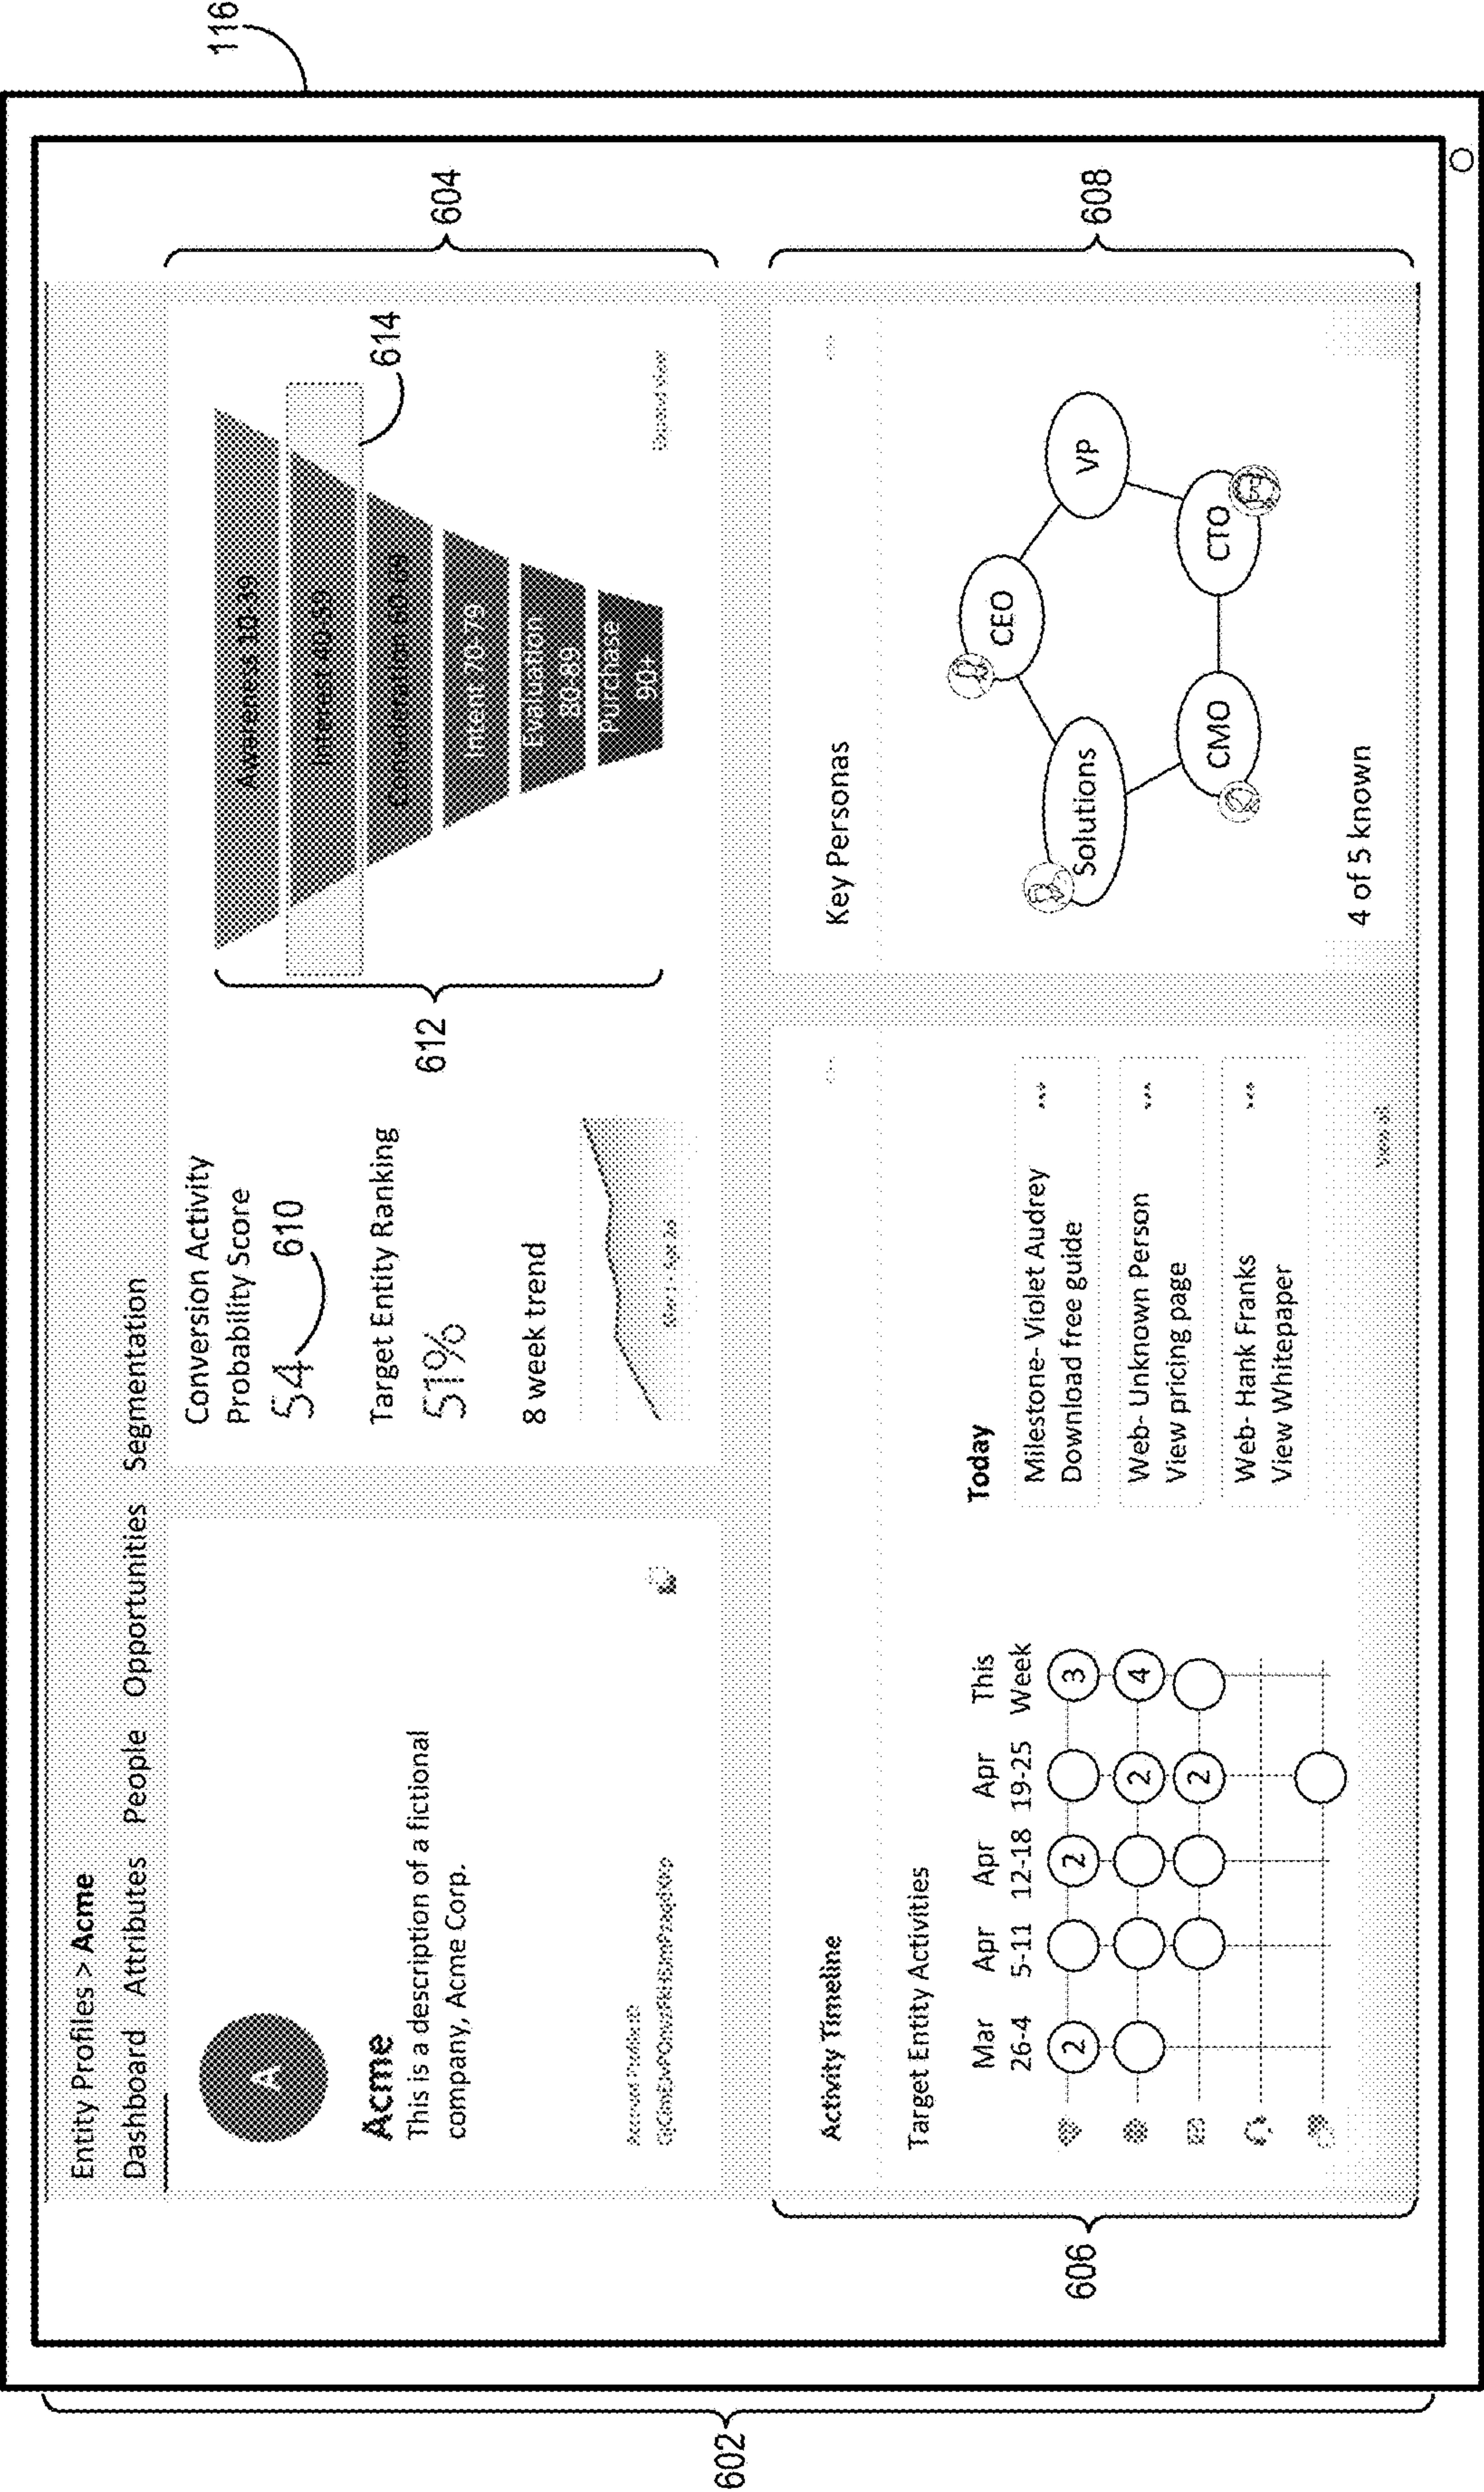 116
602
Entity Profiles > Acme
Dashboard Attributes People Opportunities Segmentation
A
Acme
This is a description of a fictional
company, Acme Corp.
Conversion Activity
Probability Score
54
610
Target Entity Ranking
51%
8 week trend
612
Awareness 10-39
Interest 40-59
Consideration 60-69
Intent 70-79
Evaluation
80-89
Purchase
90+
614
Expand view
604
606
Activity Timeline
Target Entity Activities
Mar
26-4
Apr
5-11
Apr
12-18
Apr
19-25
This
Week
2 2 3
2 4
2
Today
Milestone- Violet Audrey
Download free guide
Web- Unknown Person
View pricing page
Web- Hank Franks
View Whitepaper
View all
Key Personas
CEO
VP
Solutions
CMO
CTO
4 of 5 known
608